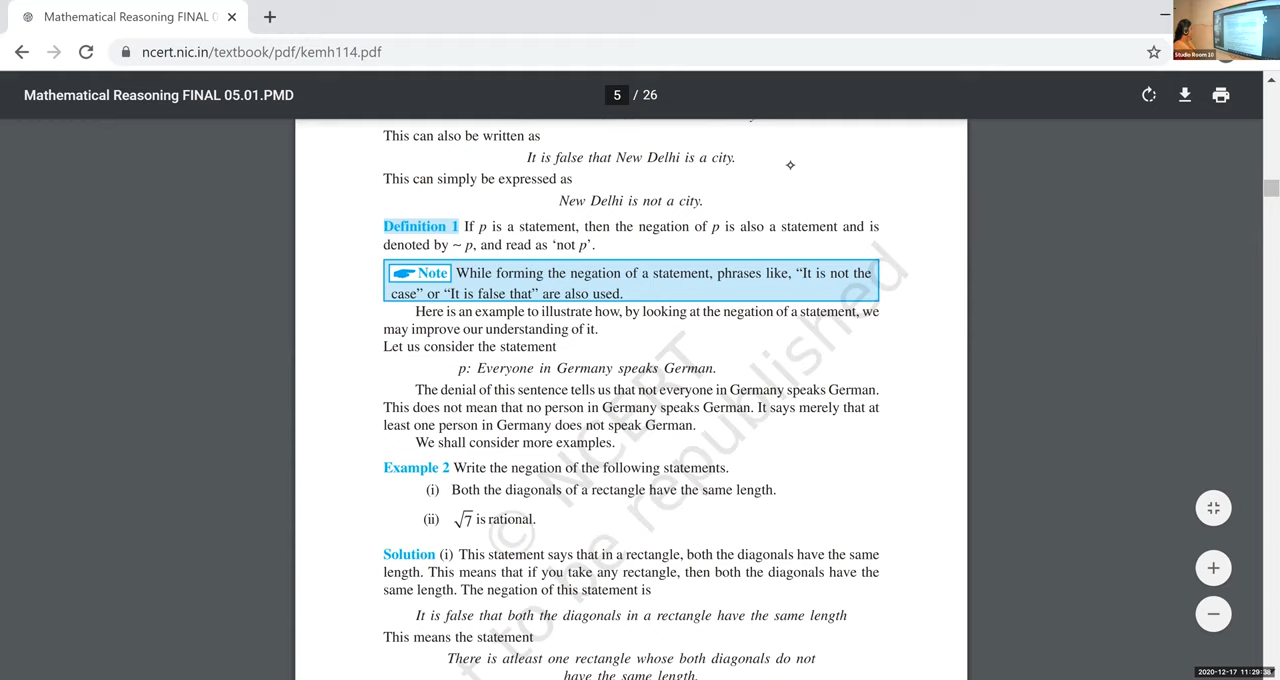 Mathematical Reasoning FINAL 0
ncert.nic.in/textbook/pdf/kemh114.pdf
Studio Room 10
Mathematical Reasoning FINAL 05.01.PMD
5 / 26
This can also be written as
It is false that New Delhi is a city.
This can simply be expressed as
New Delhi is not a city.
Definition 1 If p is a statement, then the negation of p is also a statement and is
denoted by ~ p, and read as ‘not p’.
Note While forming the negation of a statement, phrases like, “It is not the
case” or “It is false that” are also used.
Here is an example to illustrate how, by looking at the negation of a statement, we
may improve our understanding of it.
Let us consider the statement
p: Everyone in Germany speaks German.
The denial of this sentence tells us that not everyone in Germany speaks German.
This does not mean that no person in Germany speaks German. It says merely that at
least one person in Germany does not speak German.
We shall consider more examples.
Example 2 Write the negation of the following statements.
(i) Both the diagonals of a rectangle have the same length.
(ii) √7 is rational.
Solution (i) This statement says that in a rectangle, both the diagonals have the same
length. This means that if you take any rectangle, then both the diagonals have the
same length. The negation of this statement is
It is false that both the diagonals in a rectangle have the same length
This means the statement
There is atleast one rectangle whose both diagonals do not
have the same length.
© NCERT
t to be republished
2020-12-17 11:29:38